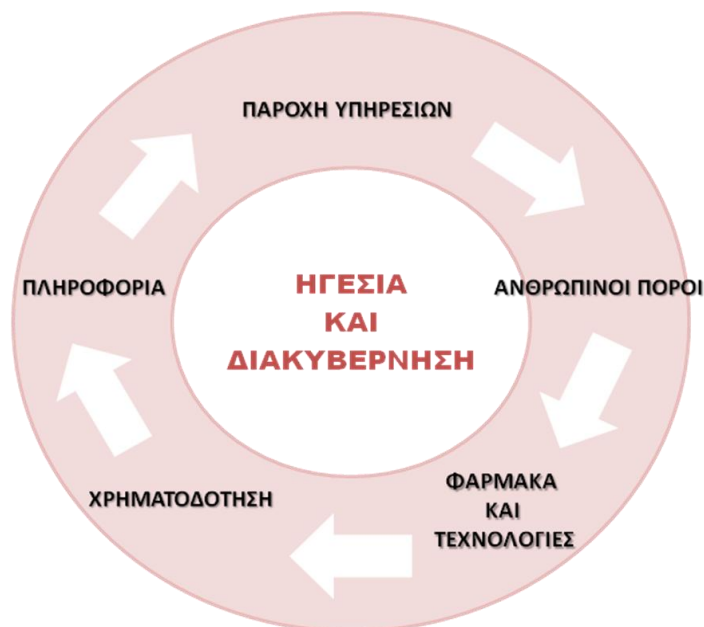 ΠΑΡΟΧΗ ΥΠΗΡΕΣΙΩΝ
ΑΝΘΡΩΠΙΝΟΙ ΠΟΡΟΙ
ΦΑΡΜΑΚΑ
ΚΑΙ
ΤΕΧΝΟΛΟΓΙΕΣ
ΧΡΗΜΑΤΟΔΟΤΗΣΗ
ΠΛΗΡΟΦΟΡΙΑ
ΗΓΕΣΙΑ
ΚΑΙ
ΔΙΑΚΥΒΕΡΝΗΣΗ